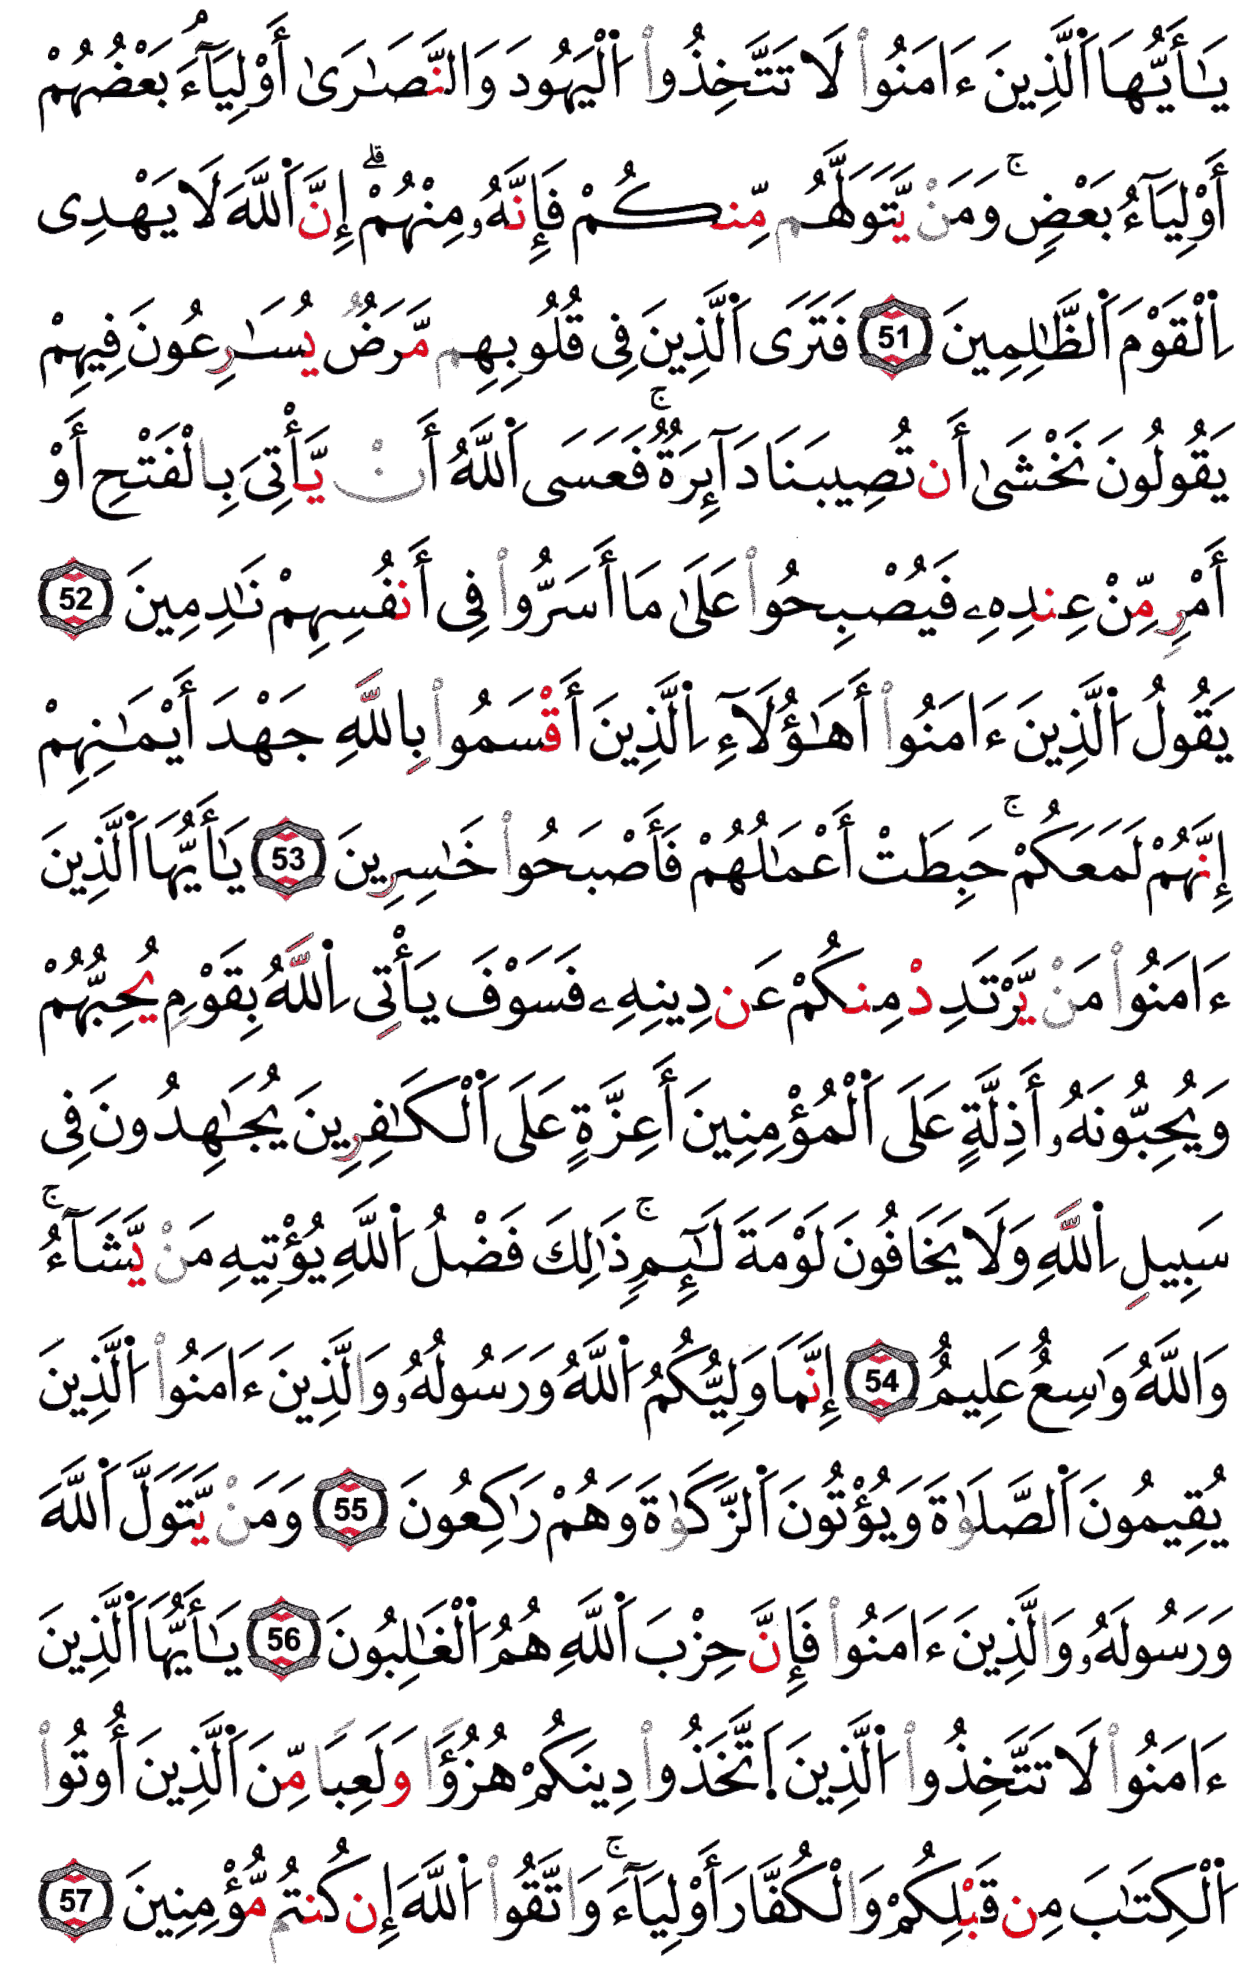 يَـٰٓأَيُّهَا ٱلَّذِينَ ءَامَنُوا۟ لَا تَتَّخِذُوا۟ ٱلْيَهُودَ وَٱلنَّصَـٰرَىٰٓ أَوْلِيَآءَ ۘ بَعْضُهُمْ
أَوْلِيَآءُ بَعْضٍ ۚ وَمَن يَتَوَلَّهُم مِّنكُمْ فَإِنَّهُۥ مِنْهُمْ ۗ إِنَّ ٱللَّهَ لَا يَهْدِى
ٱلْقَوْمَ ٱلظَّـٰلِمِينَ 51 فَتَرَى ٱلَّذِينَ فِى قُلُوبِهِم مَّرَضٌ يُسَـٰرِعُونَ فِيهِمْ
يَقُولُونَ نَخْشَىٰٓ أَن تُصِيبَنَا دَآئِرَةٌ ۚ فَعَسَى ٱللَّهُ أَن يَأْتِىَ بِٱلْفَتْحِ أَوْ
أَمْرٍ مِّنْ عِندِهِۦ فَيُصْبِحُوا۟ عَلَىٰ مَآ أَسَرُّوا۟ فِىٓ أَنفُسِهِمْ نَـٰدِمِينَ 52
يَقُولُ ٱلَّذِينَ ءَامَنُوٓا۟ أَهَـٰٓؤُلَآءِ ٱلَّذِينَ أَقْسَمُوا۟ بِٱللَّهِ جَهْدَ أَيْمَـٰنِهِمْ
إِنَّهُمْ لَمَعَكُمْ ۚ حَبِطَتْ أَعْمَـٰلُهُمْ فَأَصْبَحُوا۟ خَـٰسِرِينَ 53 يَـٰٓأَيُّهَا ٱلَّذِينَ
ءَامَنُوا۟ مَن يَرْتَدِدْ مِنكُمْ عَن دِينِهِۦ فَسَوْفَ يَأْتِى ٱللَّهُ بِقَوْمٍ يُحِبُّهُمْ
وَيُحِبُّونَهُۥٓ أَذِلَّةٍ عَلَى ٱلْمُؤْمِنِينَ أَعِزَّةٍ عَلَى ٱلْكَـٰفِرِينَ يُجَـٰهِدُونَ فِى
سَبِيلِ ٱللَّهِ وَلَا يَخَافُونَ لَوْمَةَ لَآئِمٍ ۚ ذَٰلِكَ فَضْلُ ٱللَّهِ يُؤْتِيهِ مَن يَشَآءُ ۚ
وَٱللَّهُ وَٰسِعٌ عَلِيمٌ 54 إِنَّمَا وَلِيُّكُمُ ٱللَّهُ وَرَسُولُهُۥ وَٱلَّذِينَ ءَامَنُوا۟ ٱلَّذِينَ
يُقِيمُونَ ٱلصَّلَوٰةَ وَيُؤْتُونَ ٱلزَّكَوٰةَ وَهُمْ رَٰكِعُونَ 55 وَمَن يَتَوَلَّ ٱللَّهَ
وَرَسُولَهُۥ وَٱلَّذِينَ ءَامَنُوا۟ فَإِنَّ حِزْبَ ٱللَّهِ هُمُ ٱلْغَـٰلِبُونَ 56 يَـٰٓأَيُّهَا ٱلَّذِينَ
ءَامَنُوا۟ لَا تَتَّخِذُوا۟ ٱلَّذِينَ ٱتَّخَذُوا۟ دِينَكُمْ هُزُؤًا وَلَعِبًا مِّنَ ٱلَّذِينَ أُوتُوا۟
ٱلْكِتَـٰبَ مِن قَبْلِكُمْ وَٱلْكُفَّارَ أَوْلِيَآءَ ۚ وَٱتَّقُوا۟ ٱللَّهَ إِن كُنتُم مُّؤْمِنِينَ 57